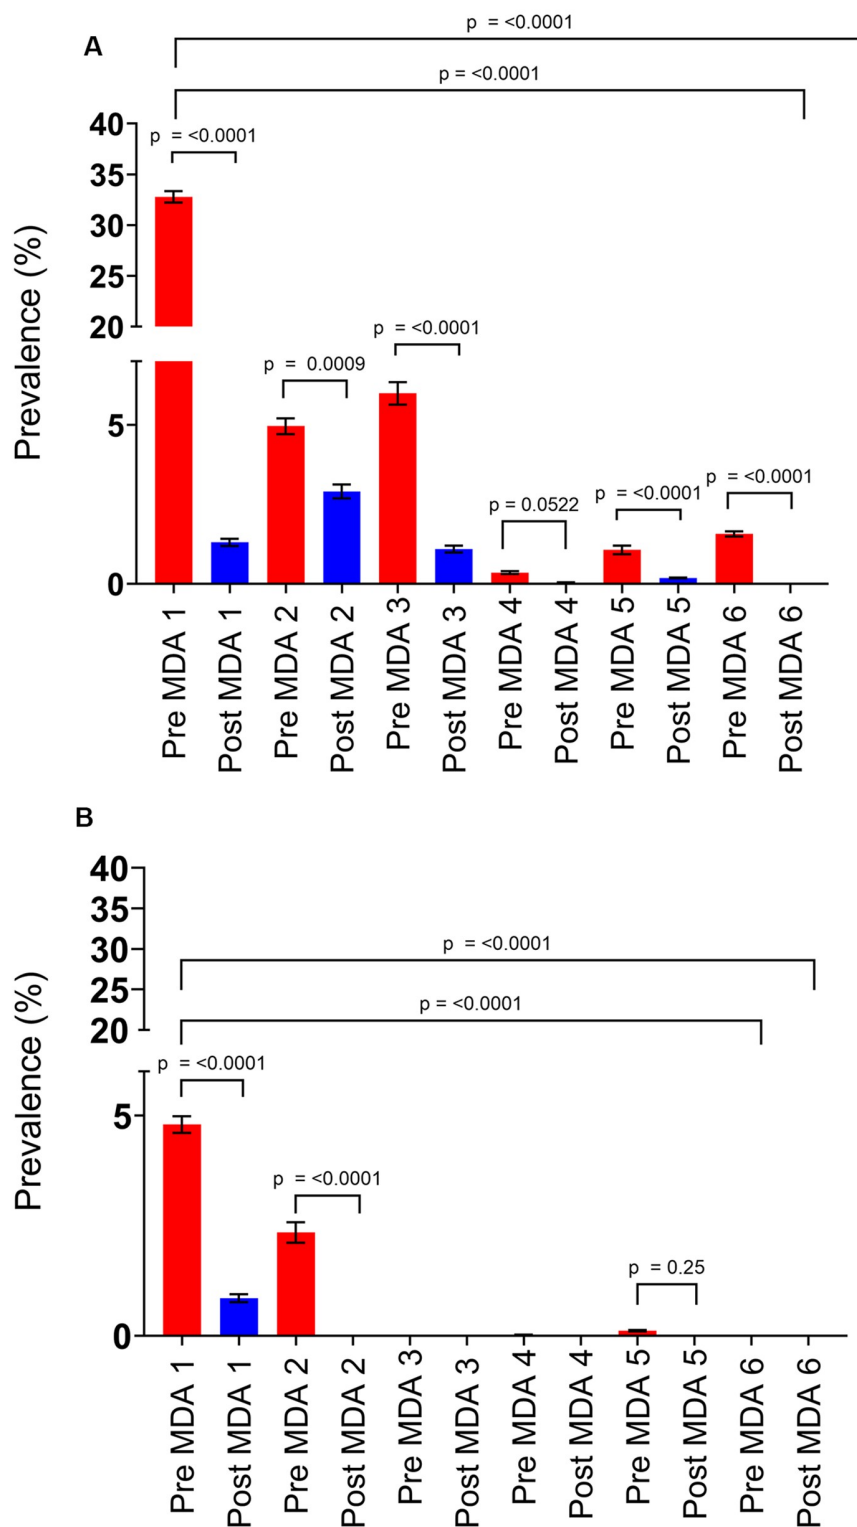 A
p = <0.0001
p = <0.0001
p = <0.0001
40
35
30
25
20
5
0
Prevalence (%)
p = 0.0009
p = <0.0001
p = 0.0522
p = <0.0001
p = <0.0001
Pre MDA 1
Post MDA 1
Pre MDA 2
Post MDA 2
Pre MDA 3
Post MDA 3
Pre MDA 4
Post MDA 4
Pre MDA 5
Post MDA 5
Pre MDA 6
Post MDA 6
B
40
35
30
25
20
5
0
Prevalence (%)
p = <0.0001
p = <0.0001
p = <0.0001
p = <0.0001
p = 0.25
Pre MDA 1
Post MDA 1
Pre MDA 2
Post MDA 2
Pre MDA 3
Post MDA 3
Pre MDA 4
Post MDA 4
Pre MDA 5
Post MDA 5
Pre MDA 6
Post MDA 6